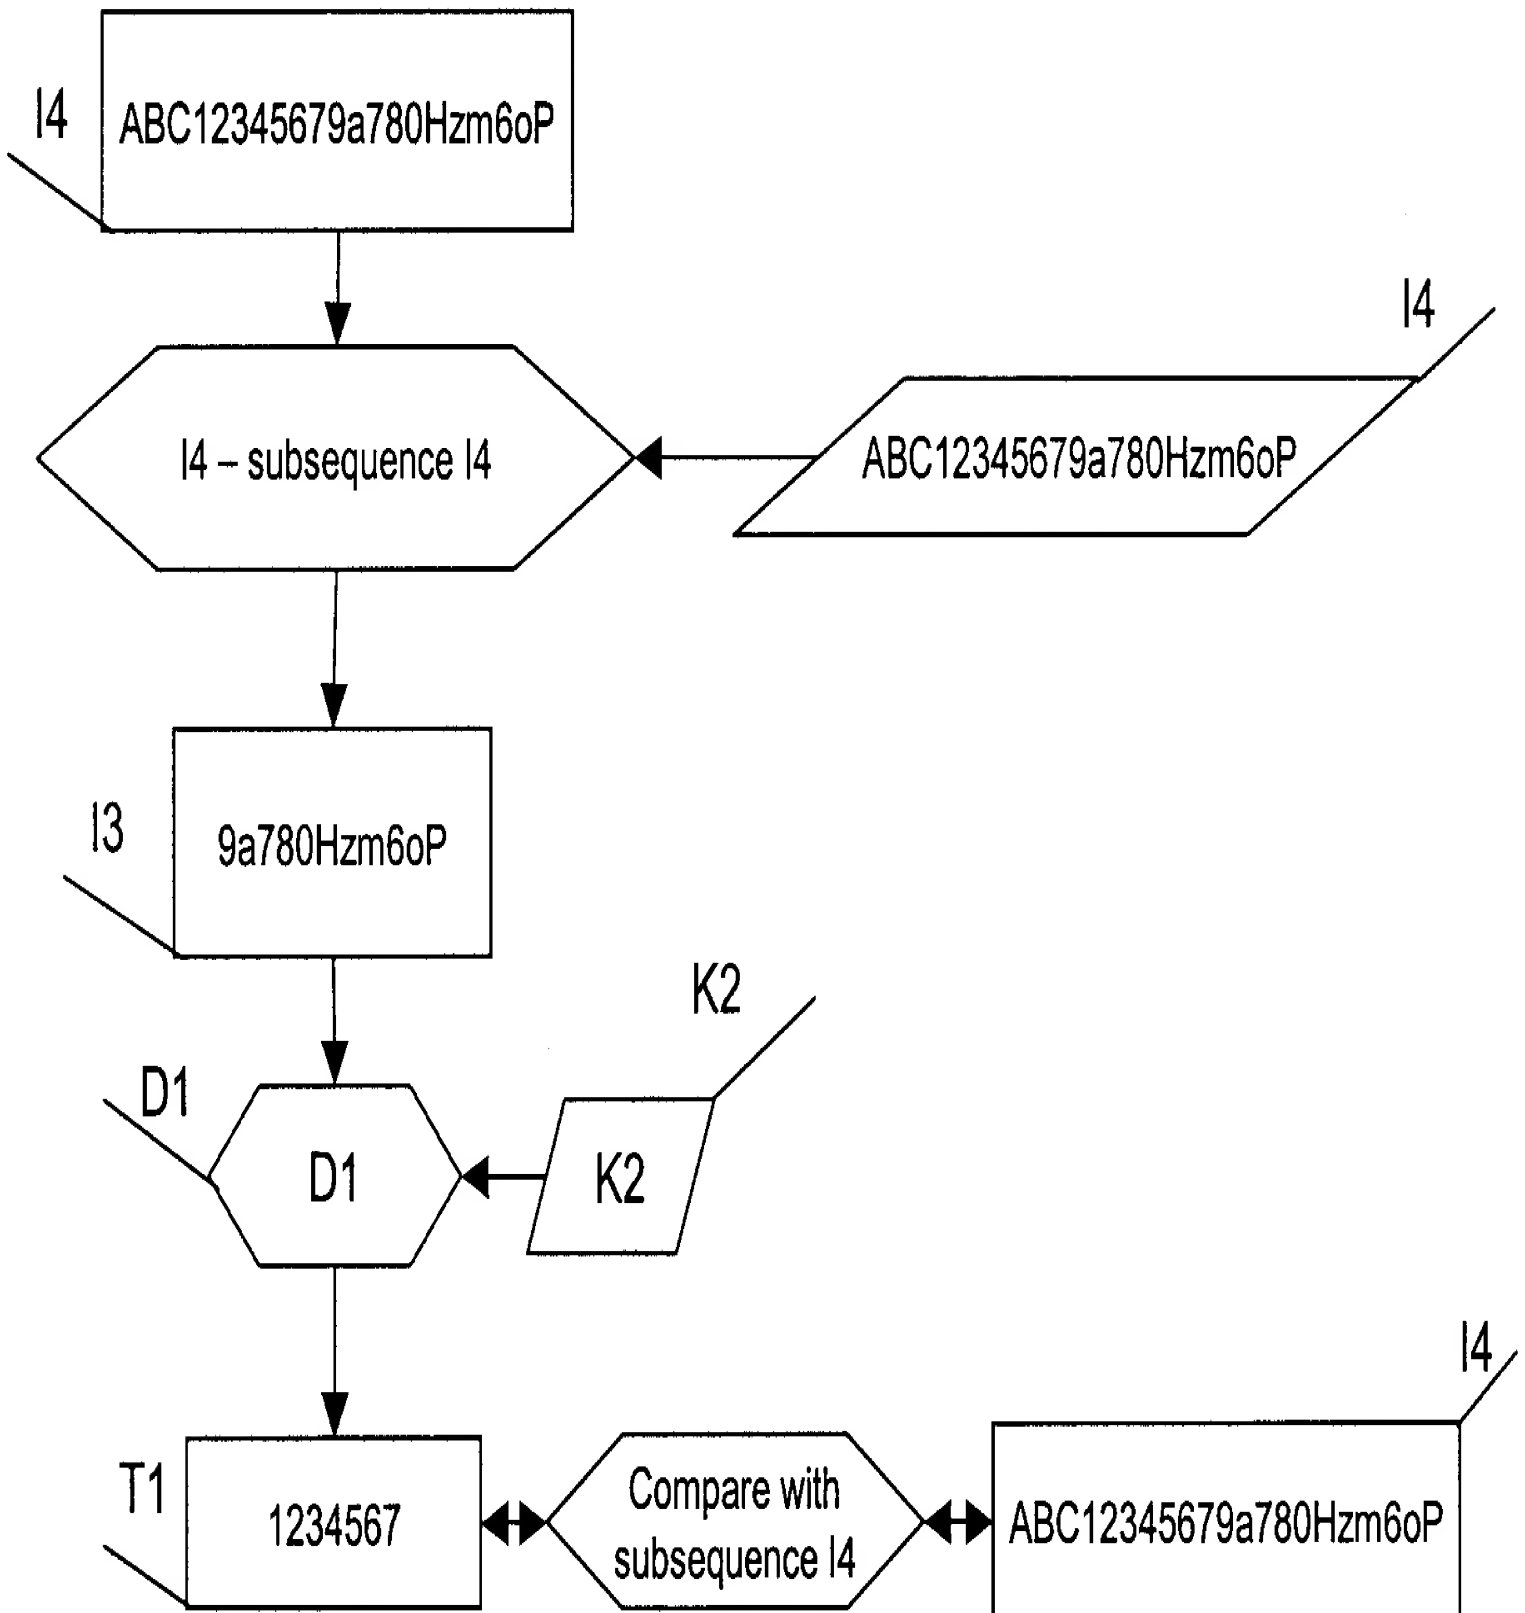 I4
ABC12345679a780Hzm6oP
I4
I4 – subsequence I4
ABC12345679a780Hzm6oP
I3
9a780Hzm6oP
K2
D1
D1
K2
I4
T1
1234567
Compare with
subsequence I4
ABC12345679a780Hzm6oP